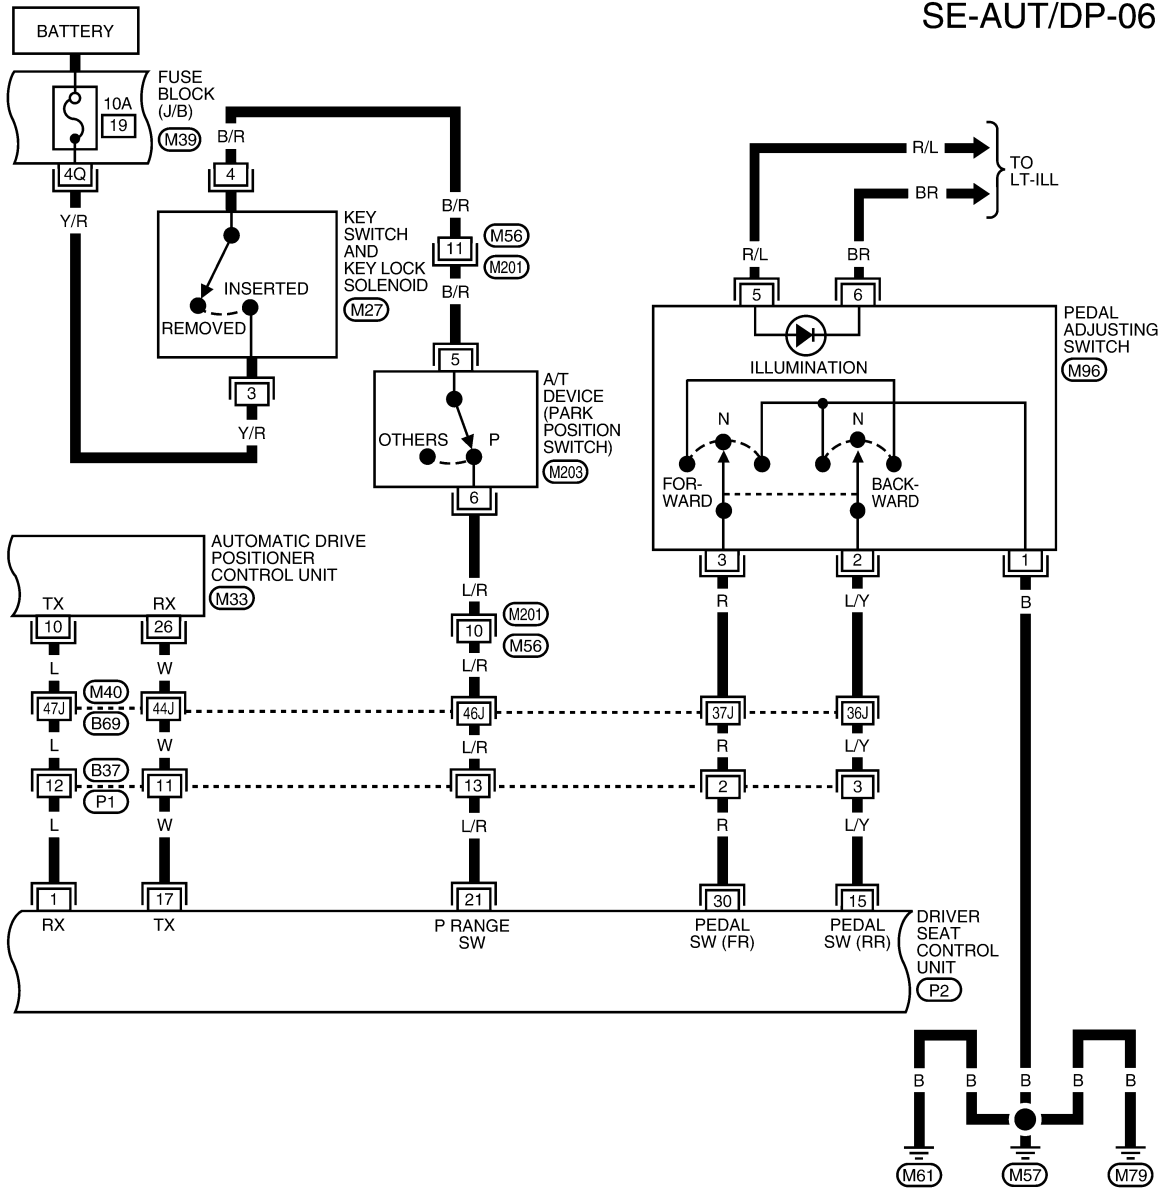 SE-AUT/DP-06
BATTERY
FUSE
BLOCK
(J/B)
M39
10A
19
4Q
Y/R
B/R
4
KEY
SWITCH
AND
KEY LOCK
SOLENOID
M27
INSERTED
REMOVED
3
Y/R
B/R
11
M56
M201
B/R
5
A/T
DEVICE
(PARK
POSITION
SWITCH)
M203
OTHERS
P
6
R/L
BR
TO
LT-ILL
R/L
BR
5
6
PEDAL
ADJUSTING
SWITCH
M96
ILLUMINATION
N
N
FOR-
WARD
BACK-
WARD
3
2
1
R
L/Y
B
AUTOMATIC DRIVE
POSITIONER
CONTROL UNIT
M33
TX
RX
10
26
L
W
L/R
10
M201
M56
L/R
47J
M40
B69
44J
46J
37J
36J
L
W
L/R
R
L/Y
12
B37
P1
11
13
2
3
L
W
L/R
R
L/Y
1
17
21
30
15
RX
TX
P RANGE
SW
PEDAL
SW (FR)
PEDAL
SW (RR)
DRIVER
SEAT
CONTROL
UNIT
P2
B
B
B
B
B
M61
M57
M79